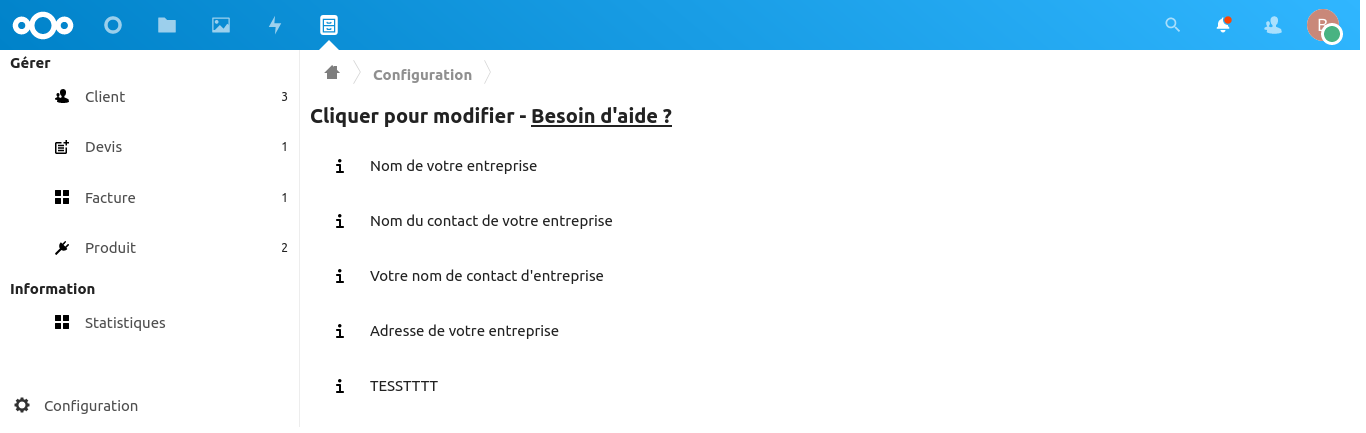 B
Gérer
Client 3
Devis 1
Facture 1
Produit 2
Information
Statistiques
Configuration
Configuration
Cliquer pour modifier - Besoin d'aide ?
Nom de votre entreprise
Nom du contact de votre entreprise
Votre nom de contact d'entreprise
Adresse de votre entreprise
TESSTTTT